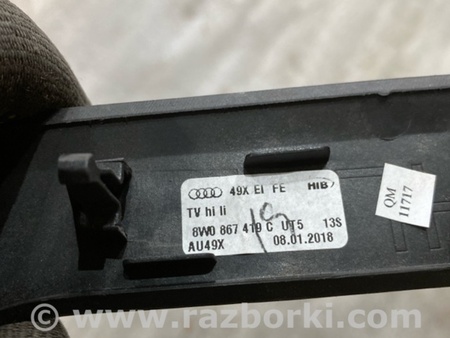 49X EI FE HIB7
TV hi li
8W0 867 419 C UT5 13S
AU49X 08.01.2018
QM
11717
www.razborki.com